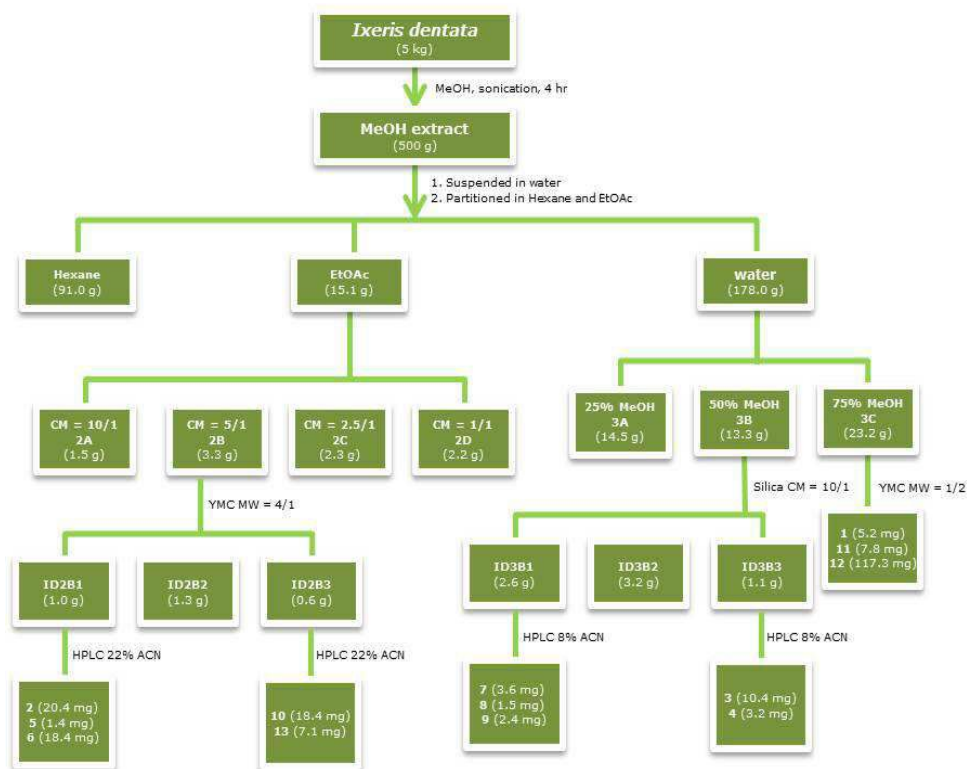 Ixeris dentata
(5 kg)
MeOH, sonication, 4 hr
MeOH extract
(500 g)
1. Suspended in water
2. Partitioned in Hexane and EtOAc
Hexane
(91.0 g)
EtOAc
(15.1 g)
water
(178.0 g)
CM = 10/1
2A
(1.5 g)
CM = 5/1
2B
(3.3 g)
CM = 2.5/1
2C
(2.3 g)
CM = 1/1
2D
(2.2 g)
25% MeOH
3A
(14.5 g)
50% MeOH
3B
(13.3 g)
75% MeOH
3C
(23.2 g)
YMC MW = 4/1
Silica CM = 10/1
YMC MW = 1/2
1 (5.2 mg)
11 (7.8 mg)
12 (117.3 mg)
ID2B1
(1.0 g)
ID2B2
(1.3 g)
ID2B3
(0.6 g)
ID3B1
(2.6 g)
ID3B2
(3.2 g)
ID3B3
(1.1 g)
HPLC 22% ACN
HPLC 22% ACN
HPLC 8% ACN
HPLC 8% ACN
2 (20.4 mg)
5 (1.4 mg)
6 (18.4 mg)
10 (18.4 mg)
13 (7.1 mg)
7 (3.6 mg)
8 (1.5 mg)
9 (2.4 mg)
3 (10.4 mg)
4 (3.2 mg)